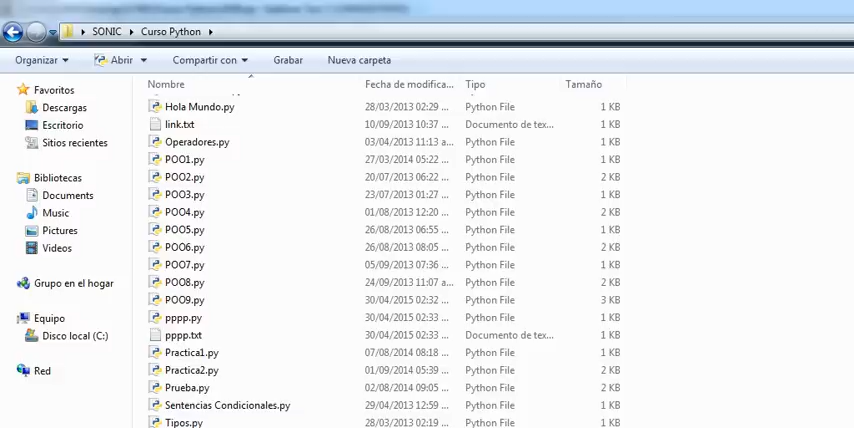 SONIC Curso Python
Organizar Abrir Compartir con Grabar Nueva carpeta
Nombre Fecha de modifica... Tipo Tamaño
Favoritos
Descargas
Escritorio
Sitios recientes
Bibliotecas
Documents
Music
Pictures
Videos
Grupo en el hogar
Equipo
Disco local (C:)
Red
Hola Mundo.py 28/03/2013 02:29 ... Python File 1 KB
link.txt 10/09/2013 10:37 ... Documento de tex... 1 KB
Operadores.py 03/04/2013 11:13 a... Python File 1 KB
POO1.py 27/03/2014 05:22 ... Python File 1 KB
POO2.py 20/07/2013 06:22 ... Python File 2 KB
POO3.py 23/07/2013 01:27 ... Python File 1 KB
POO4.py 01/08/2013 12:20 ... Python File 2 KB
POO5.py 26/08/2013 06:55 ... Python File 1 KB
POO6.py 26/08/2013 08:05 ... Python File 2 KB
POO7.py 05/09/2013 07:36 ... Python File 1 KB
POO8.py 24/09/2013 11:07 a... Python File 2 KB
POO9.py 30/04/2015 02:32 ... Python File 3 KB
pppp.py 30/04/2015 02:33 ... Python File 1 KB
pppp.txt 30/04/2015 02:33 ... Documento de tex... 1 KB
Practica1.py 07/08/2014 08:18 ... Python File 1 KB
Practica2.py 01/09/2014 05:39 ... Python File 2 KB
Prueba.py 02/08/2014 09:05 ... Python File 2 KB
Sentencias Condicionales.py 29/04/2013 12:59 ... Python File 1 KB
Tipos.py 28/03/2013 02:19 ... Python File 1 KB